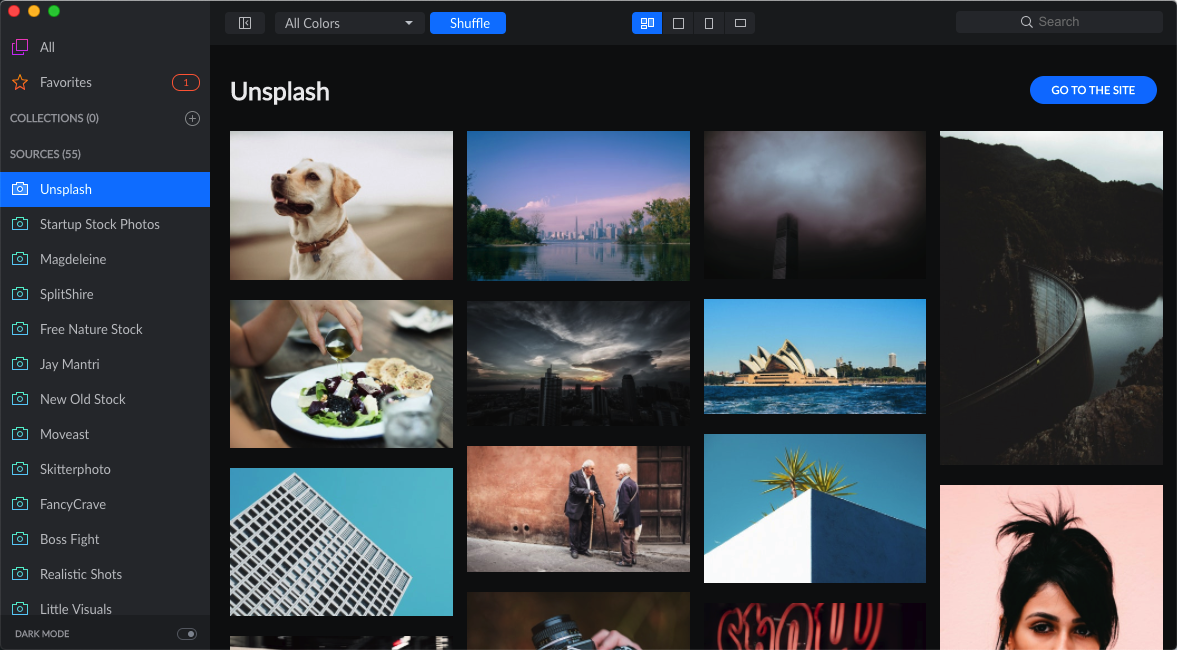 All Colors
Shuffle
Search
All
Favorites
1
COLLECTIONS (0)
SOURCES (55)
Unsplash
Startup Stock Photos
Magdeleine
SplitShire
Free Nature Stock
Jay Mantri
New Old Stock
Moveast
Skitterphoto
FancyCrave
Boss Fight
Realistic Shots
Little Visuals
DARK MODE
Unsplash
GO TO THE SITE